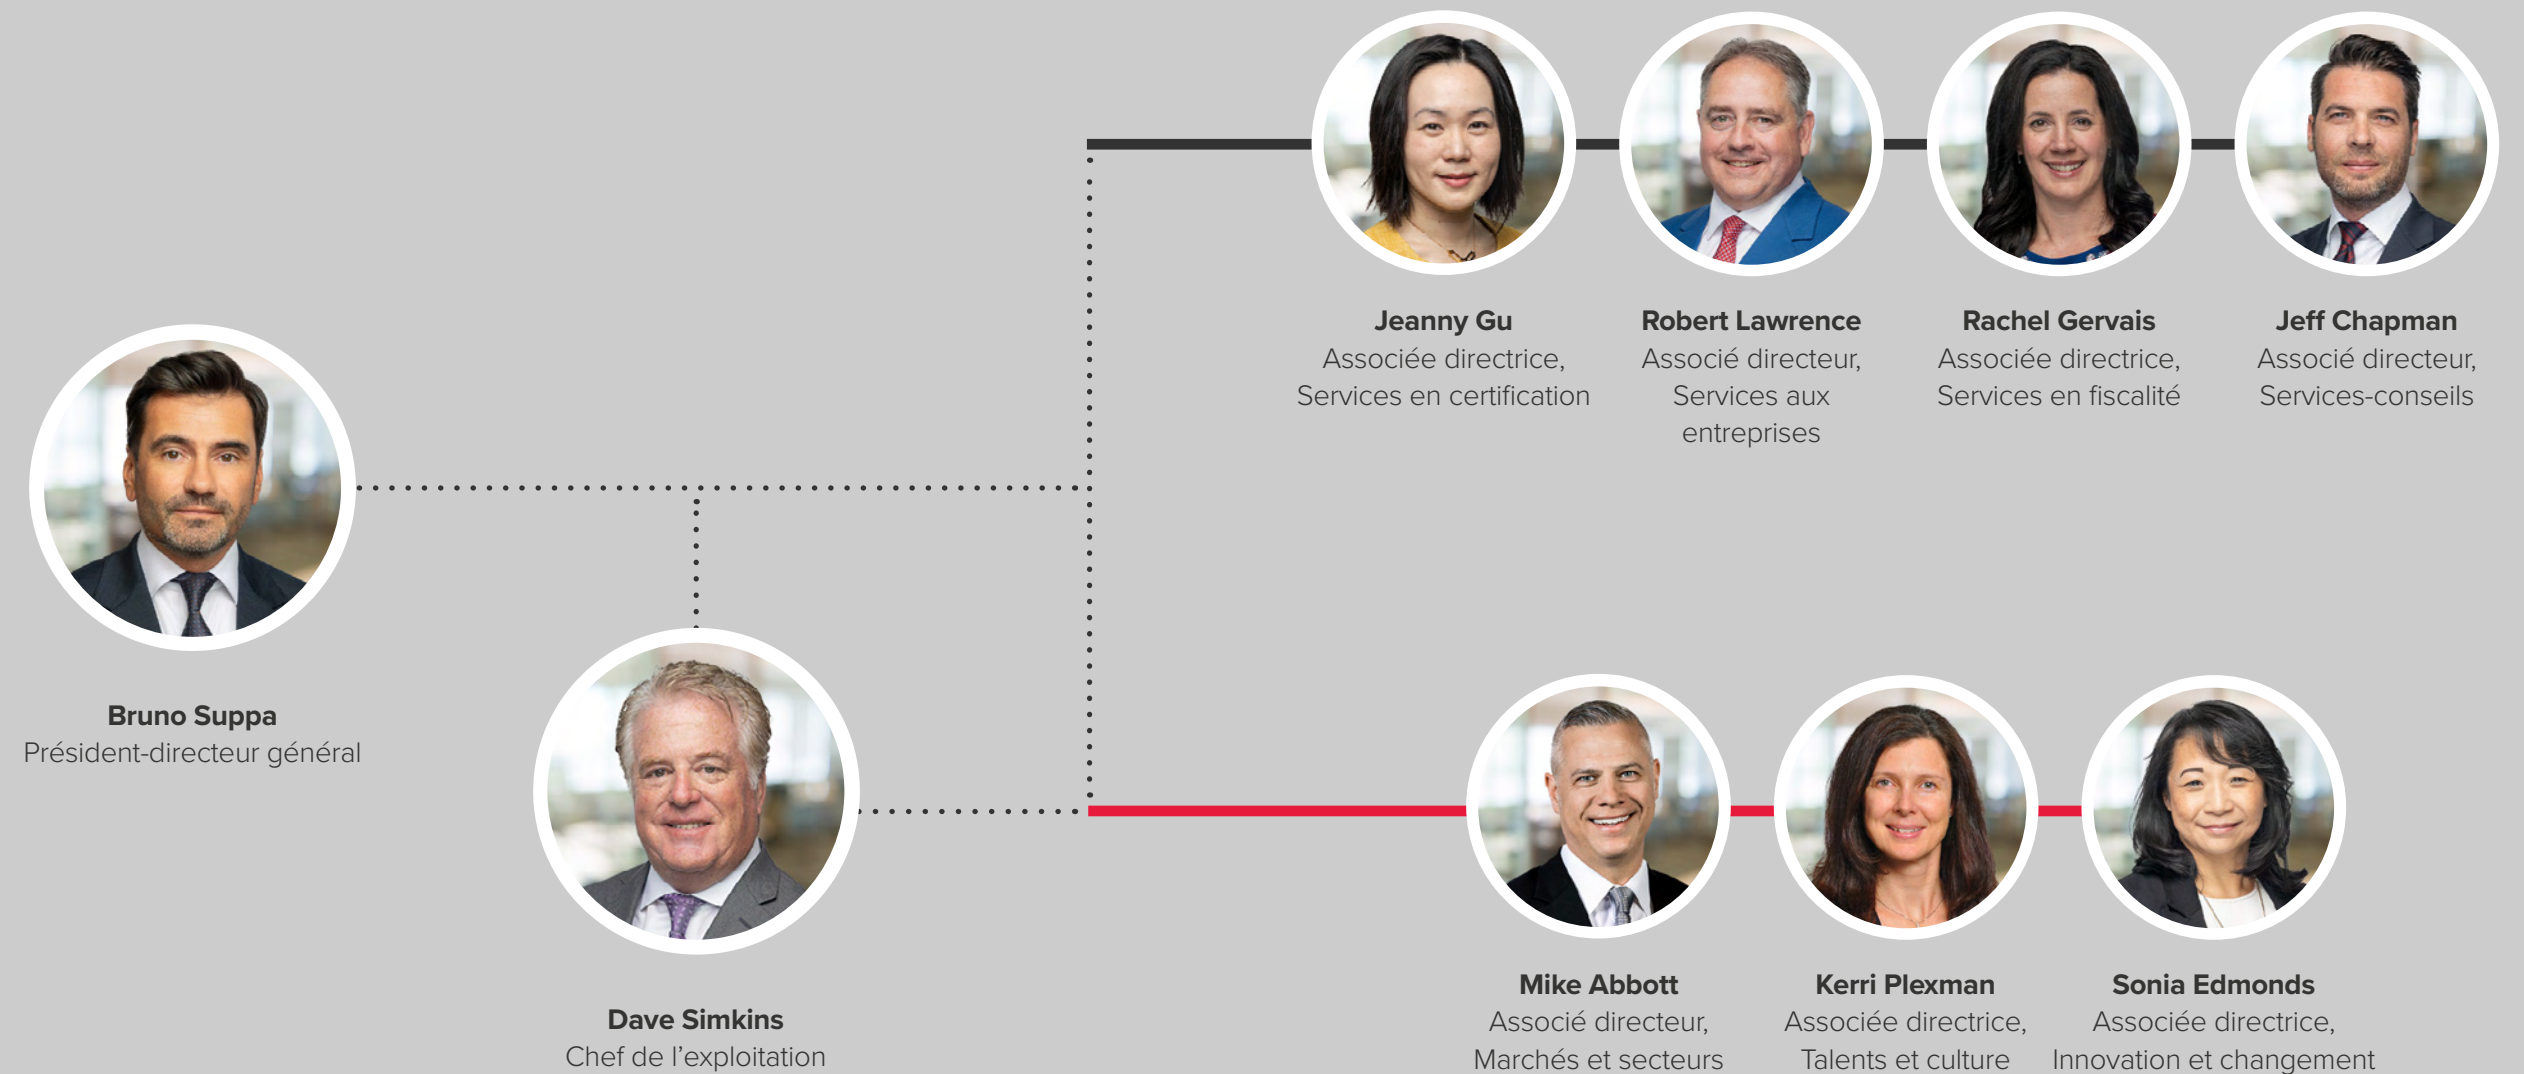 Jeanny Gu
Associée directrice,
Services en certification
Robert Lawrence
Associé directeur,
Services aux
entreprises
Rachel Gervais
Associée directrice,
Services en fiscalité
Jeff Chapman
Associé directeur,
Services-conseils
Bruno Suppa
Président-directeur général
Dave Simkins
Chef de l’exploitation
Mike Abbott
Associé directeur,
Marchés et secteurs
Kerri Plexman
Associée directrice,
Talents et culture
Sonia Edmonds
Associée directrice,
Innovation et changement